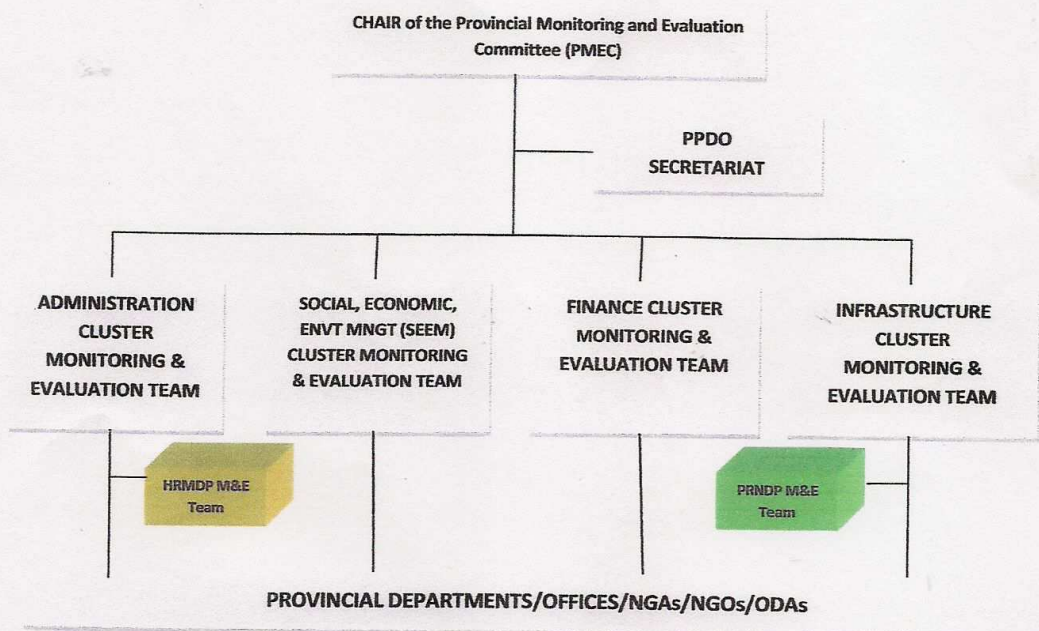 CHAIR of the Provincial Monitoring and Evaluation
Committee (PMEC)
PPDO
SECRETARIAT
ADMINISTRATION
CLUSTER
MONITORING &
EVALUATION TEAM
SOCIAL, ECONOMIC,
ENVT MNGT (SEEM)
CLUSTER MONITORING
& EVALUATION TEAM
FINANCE CLUSTER
MONITORING &
EVALUATION TEAM
INFRASTRUCTURE
CLUSTER
MONITORING &
EVALUATION TEAM
HRMDP M&E
Team
PRNDP M&E
Team
PROVINCIAL DEPARTMENTS/OFFICES/NGAs/NGOs/ODAs